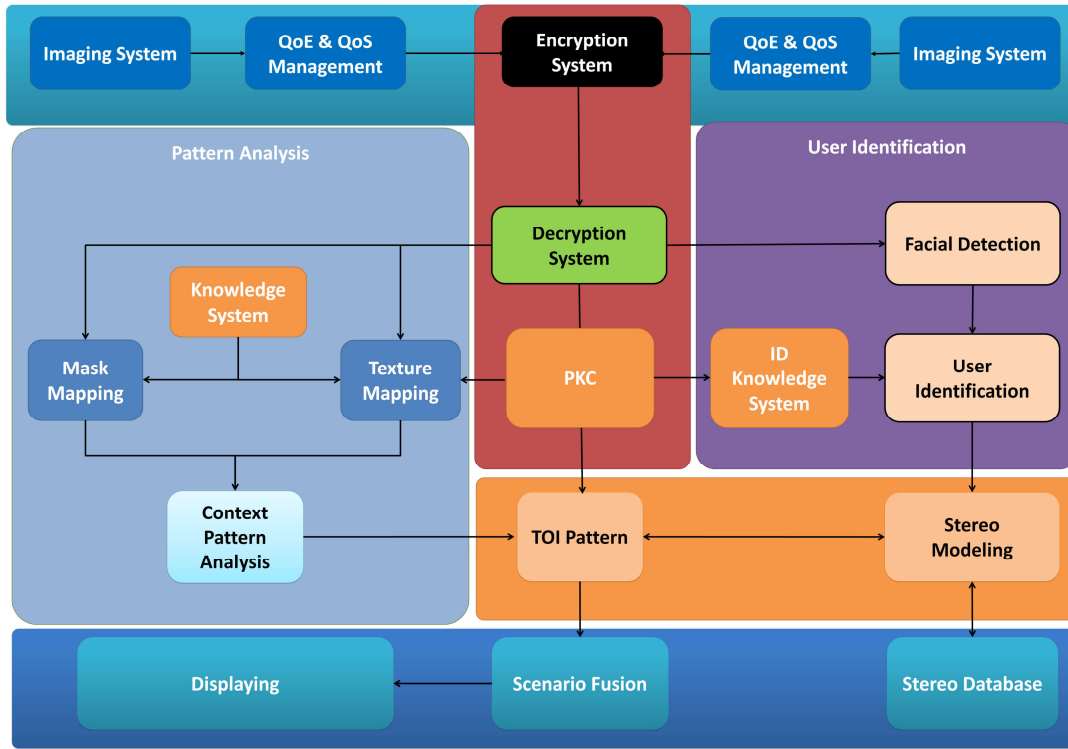 Imaging System
QoE & QoS
Management
Encryption
System
QoE & QoS
Management
Imaging System
Pattern Analysis
User Identification
Decryption
System
Facial Detection
Knowledge
System
Mask
Mapping
Texture
Mapping
PKC
ID
Knowledge
System
User
Identification
Context
Pattern
Analysis
TOI Pattern
Stereo
Modeling
Displaying
Scenario Fusion
Stereo Database